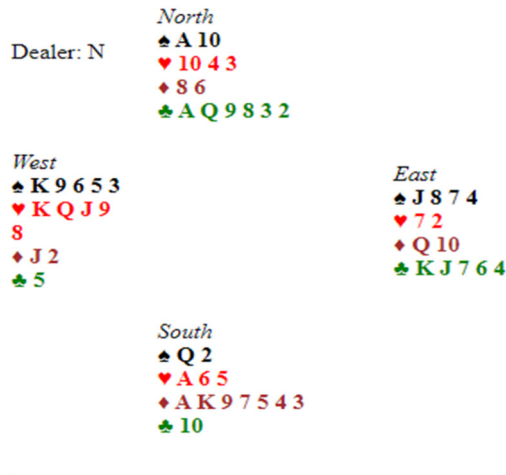 North
♠ A 10
Dealer: N
♥ 10 4 3
♦ 8 6
♣ A Q 9 8 3 2
West
♠ K 9 6 5 3
♥ K Q J 9
8
♦ J 2
♣ 5
East
♠ J 8 7 4
♥ 7 2
♦ Q 10
♣ K J 7 6 4
South
♠ Q 2
♥ A 6 5
♦ A K 9 7 5 4 3
♣ 10